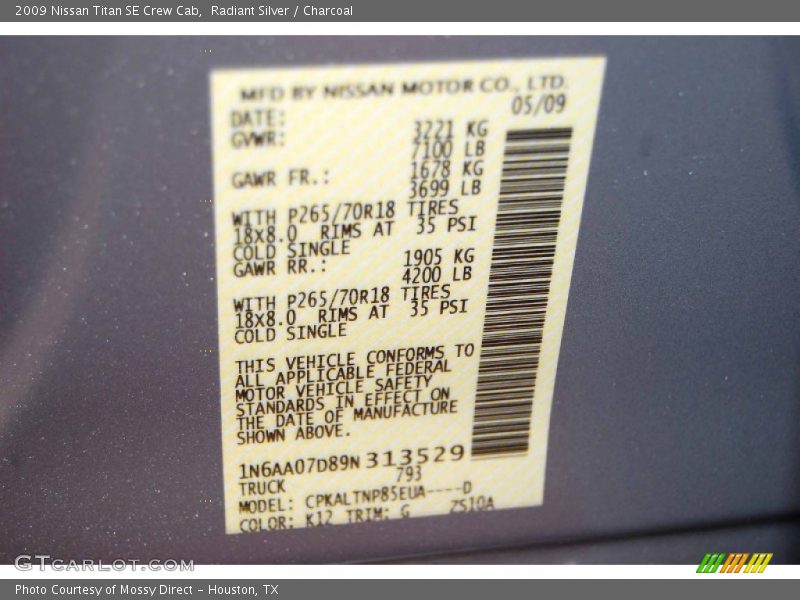 2009 Nissan Titan SE Crew Cab,  Radiant Silver / Charcoal
MFD BY NISSAN MOTOR CO., LTD.
DATE: 05/09
GVWR: 3221 KG
7100 LB
GAWR FR.: 1678 KG
3699 LB
WITH P265/70R18 TIRES
18x8.0 RIMS AT 35 PSI
COLD SINGLE
GAWR RR.: 1905 KG
4200 LB
WITH P265/70R18 TIRES
18x8.0 RIMS AT 35 PSI
COLD SINGLE
THIS VEHICLE CONFORMS TO
ALL APPLICABLE FEDERAL
MOTOR VEHICLE SAFETY
STANDARDS IN EFFECT ON
THE DATE OF MANUFACTURE
SHOWN ABOVE.
1N6AA07D89N313529
TRUCK 793
MODEL: CPKALTNP85EUA----D
COLOR: K12 TRIM: G ZS10A
GTCARLOT.COM
Photo Courtesy of Mossy Direct – Houston, TX